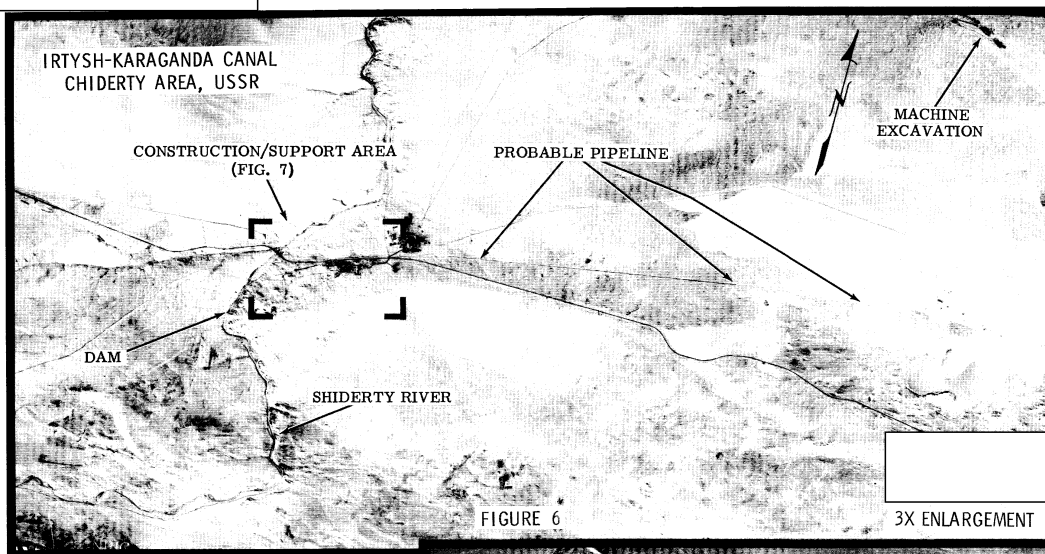 IRTYSH-KARAGANDA CANAL
CHIDERTY AREA, USSR
N
MACHINE
EXCAVATION
CONSTRUCTION/SUPPORT AREA
(FIG. 7)
PROBABLE PIPELINE
DAM
SHIDERTY RIVER
FIGURE 6
3X ENLARGEMENT